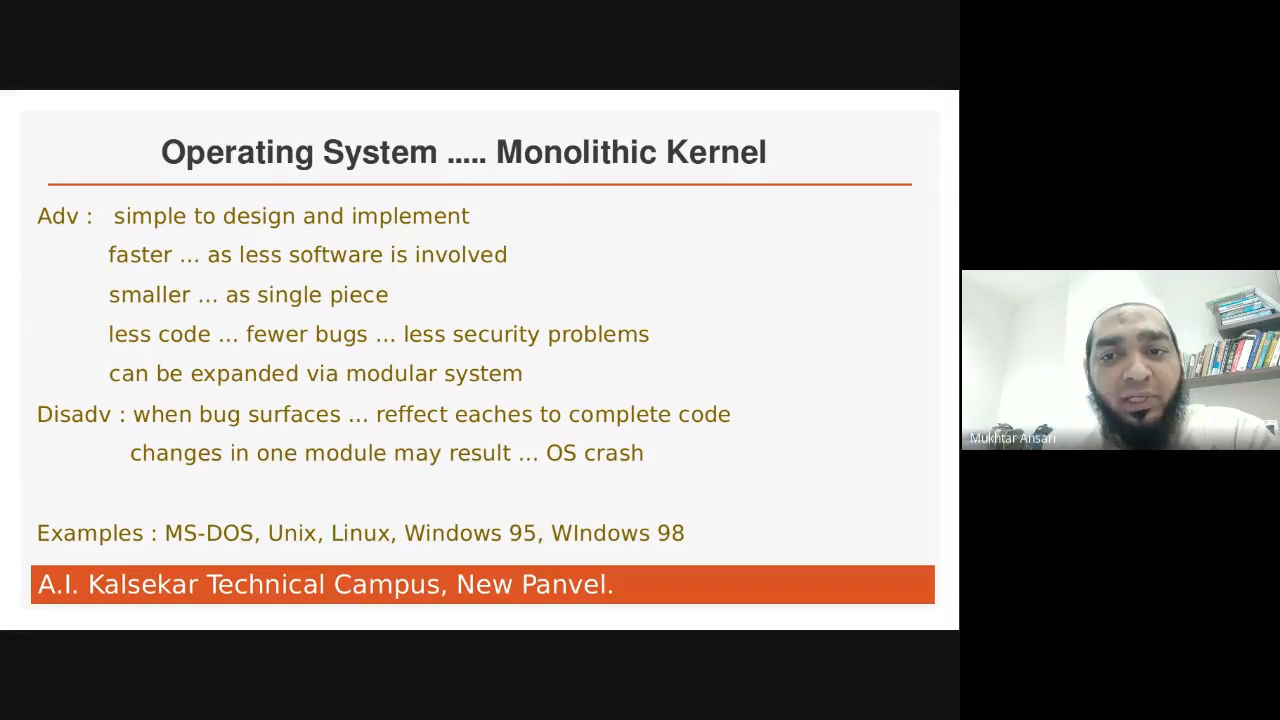 Operating System ..... Monolithic Kernel
Adv : simple to design and implement
faster ... as less software is involved
smaller ... as single piece
less code ... fewer bugs ... less security problems
can be expanded via modular system
Disadv : when bug surfaces ... reffect eaches to complete code
changes in one module may result ... OS crash
Examples : MS-DOS, Unix, Linux, Windows 95, WIndows 98
A.I. Kalsekar Technical Campus, New Panvel.
Mukhtar Ansari